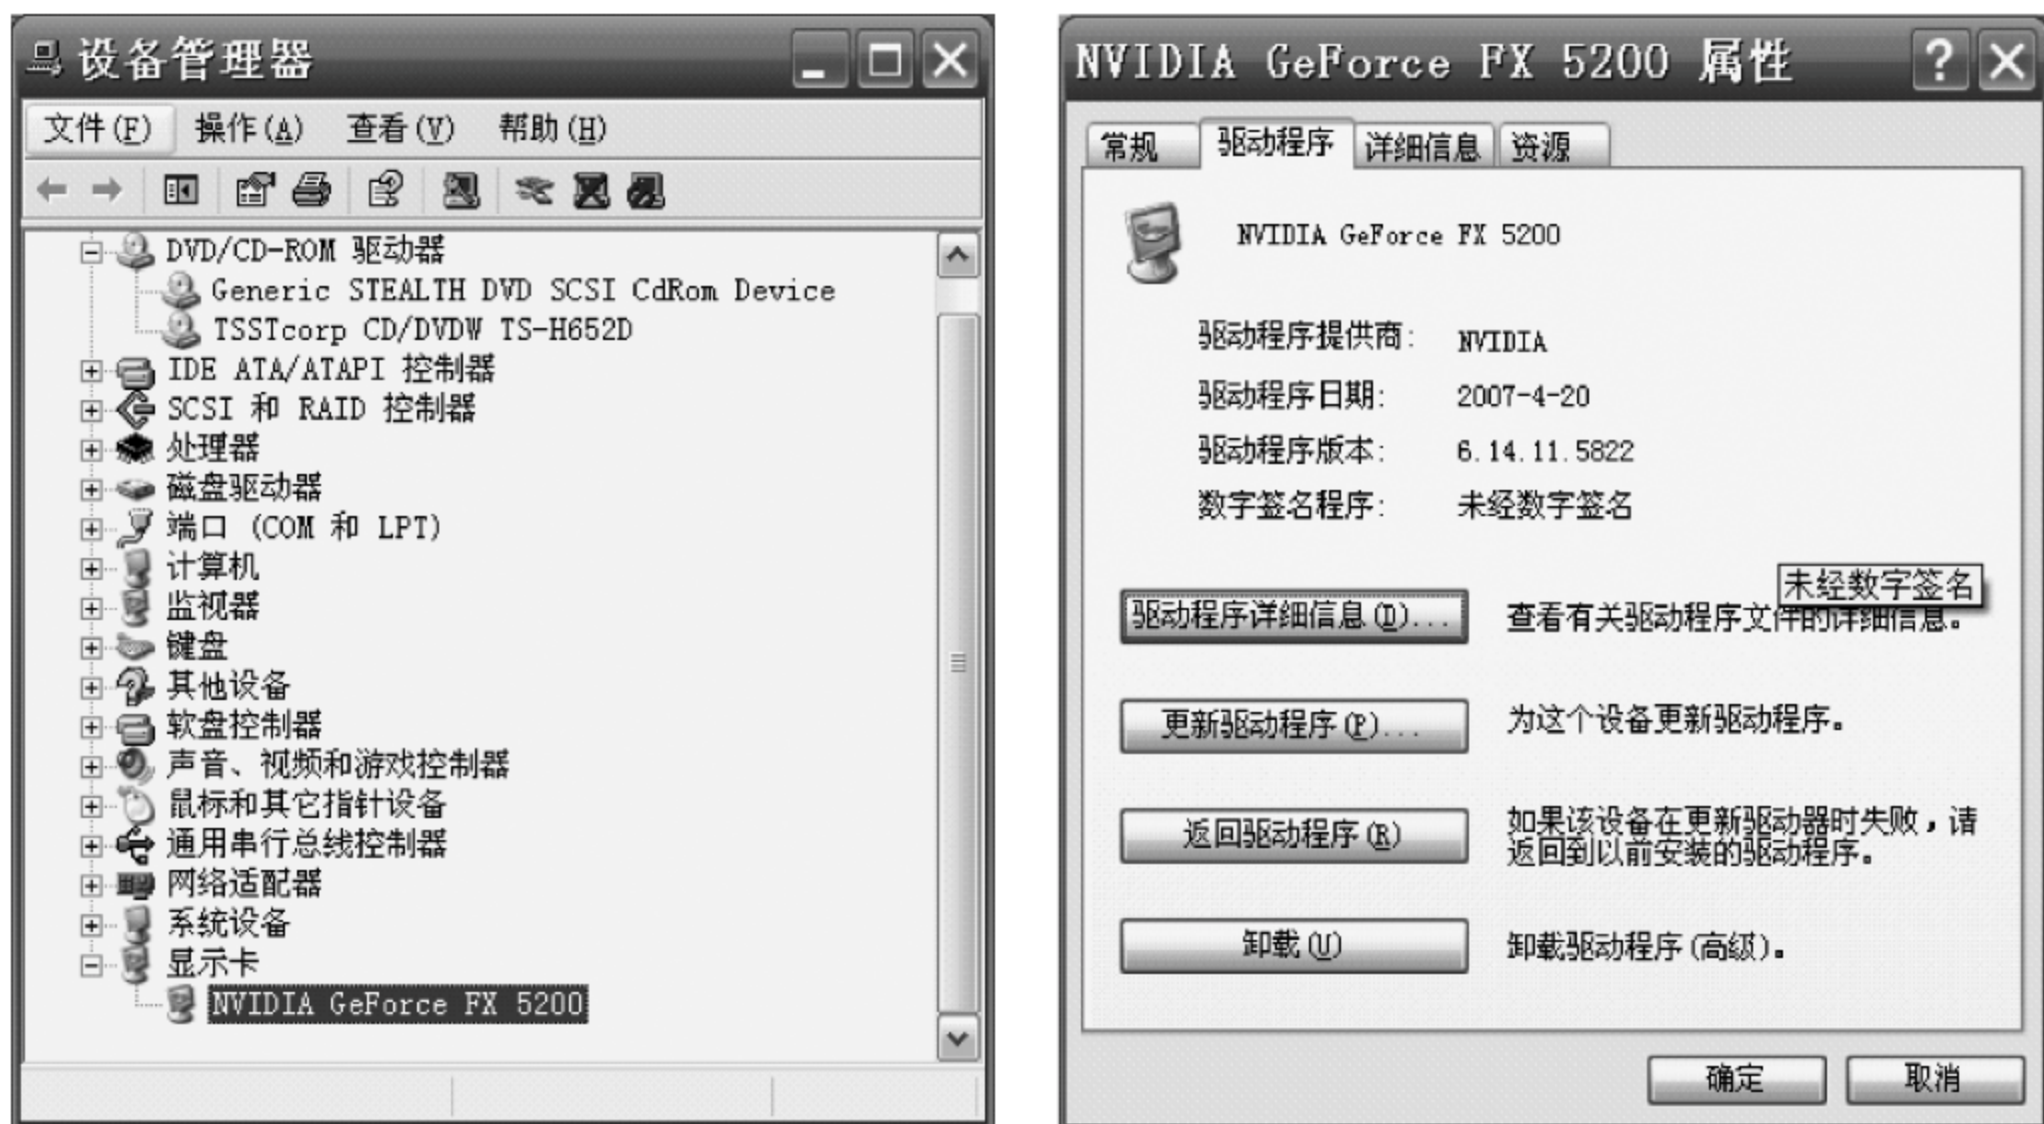 设备管理器
文件(F) 操作(A) 查看(V) 帮助(H)
DVD/CD-ROM 驱动器
Generic STEALTH DVD SCSI CdRom Device
TSSTcorp CD/DVDW TS-H652D
IDE ATA/ATAPI 控制器
SCSI 和 RAID 控制器
处理器
磁盘驱动器
端口 (COM 和 LPT)
计算机
监视器
键盘
其他设备
软盘控制器
声音、视频和游戏控制器
鼠标和其它指针设备
通用串行总线控制器
网络适配器
系统设备
显示卡
NVIDIA GeForce FX 5200
NVIDIA GeForce FX 5200 属性
常规 驱动程序 详细信息 资源
NVIDIA GeForce FX 5200
驱动程序提供商: NVIDIA
驱动程序日期: 2007-4-20
驱动程序版本: 6.14.11.5822
数字签名程序: 未经数字签名
未经数字签名
驱动程序详细信息(D)... 查看有关驱动程序文件的详细信息。
更新驱动程序(P)... 为这个设备更新驱动程序。
返回驱动程序(R) 如果该设备在更新驱动器时失败，请
返回到以前安装的驱动程序。
卸载(U) 卸载驱动程序(高级)。
确定 取消